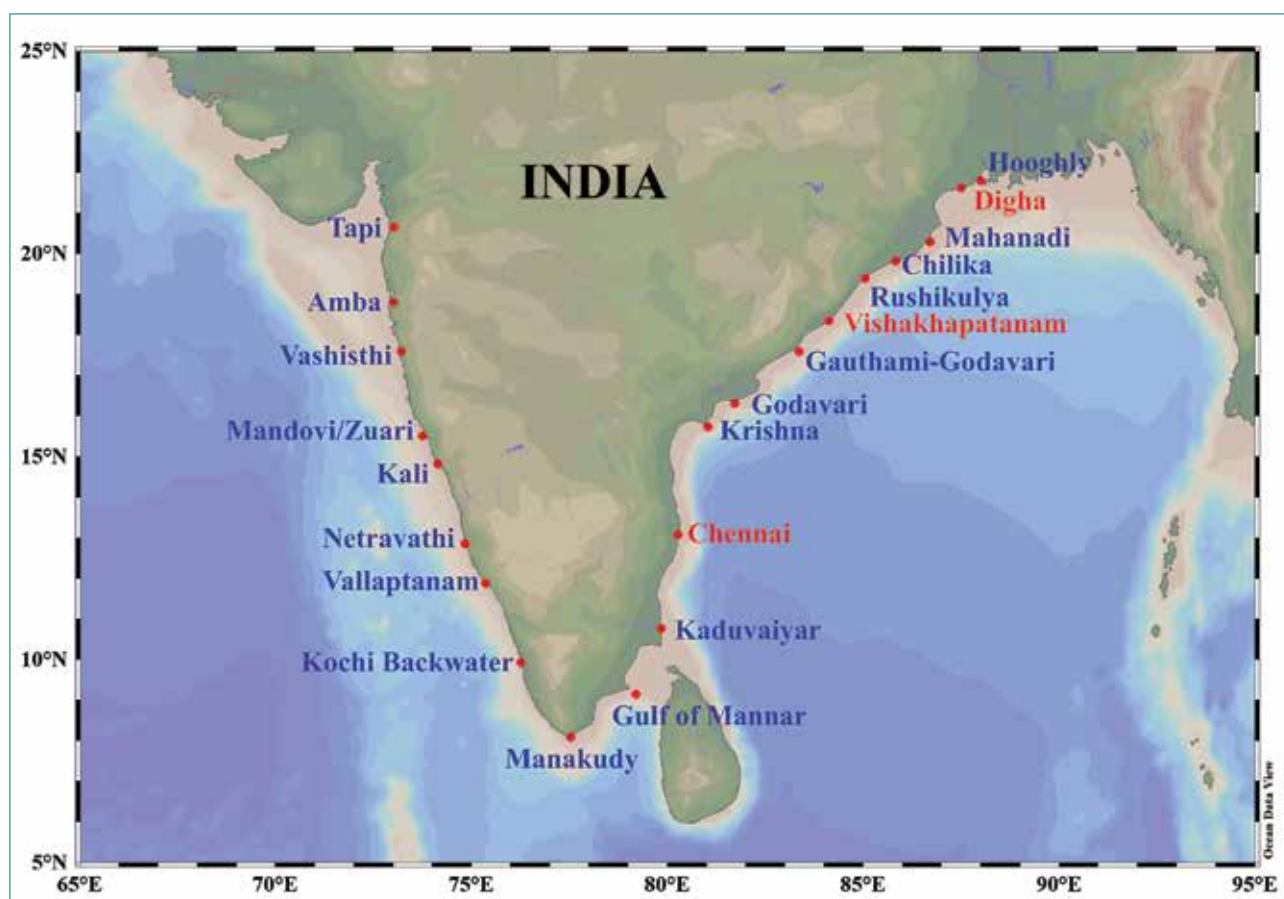 25°N
INDIA
Hooghly
Digha
Tapi
Mahanadi
20°N
Chilika
Amba
Rushikulya
Vishakhapatanam
Vashisthi
Gauthami-Godavari
Godavari
Mandovi/Zuari
Krishna
15°N
Kali
Netravathi
Chennai
Vallaptanam
Kaduvaiyar
10°N
Kochi Backwater
Gulf of Mannar
Manakudy
Ocean Data View
5°N
65°E 70°E 75°E 80°E 85°E 90°E 95°E